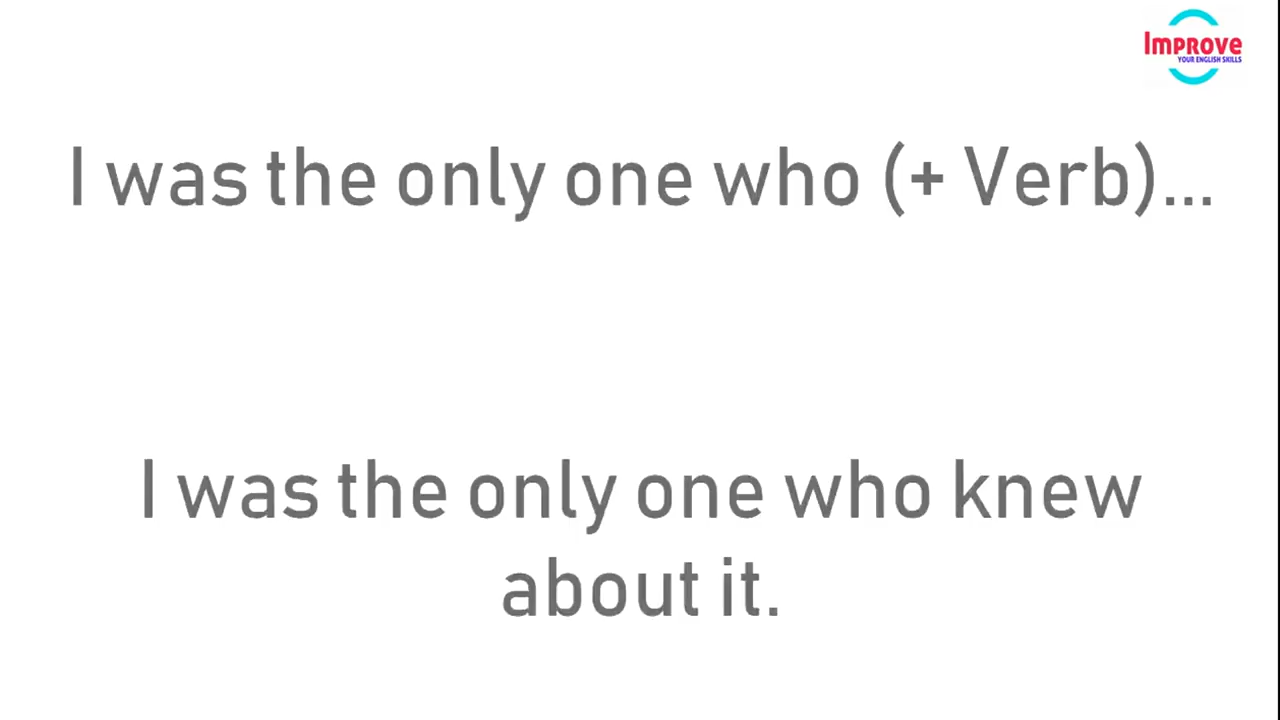 Improve
YOUR ENGLISH SKILLS
I was the only one who (+ Verb)...
I was the only one who knew
about it.